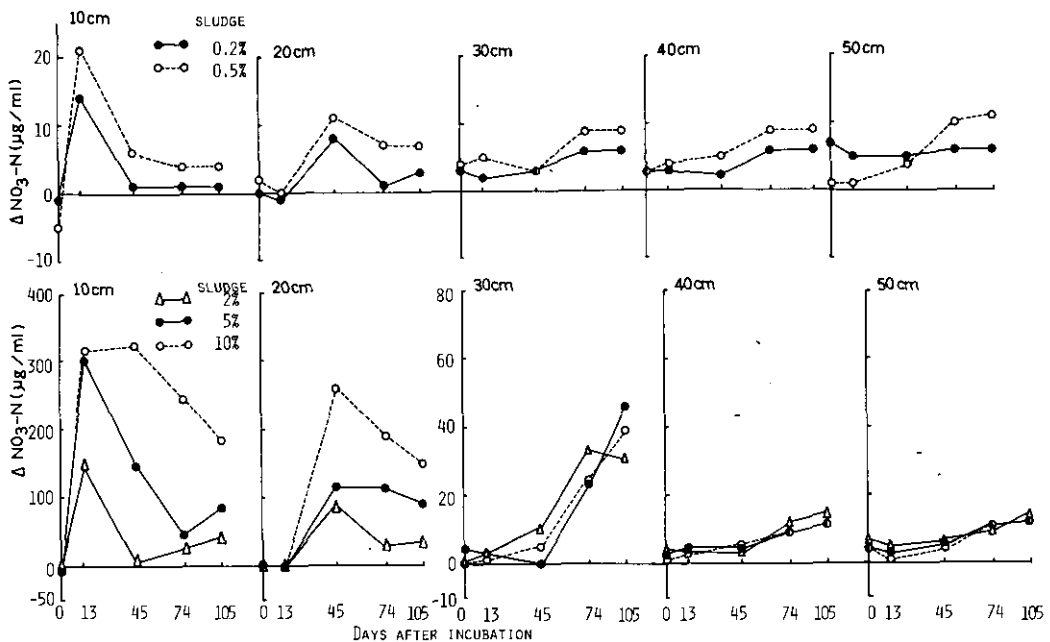 10cm
SLUDGE
0.2%
0.5%
20cm
30cm
40cm
50cm
20
10
0
-10
Δ NO₃-N (μg/ml)
10cm
SLUDGE
2%
5%
10%
20cm
30cm
40cm
50cm
400
300
200
100
0
-50
Δ NO₃-N (μg/ml)
80
60
40
20
0
-10
0 13 45 74 105
0 13 45 74 105
0 13 45 74 105
0 13 45 74 105
0 13 45 74 105
DAYS AFTER INCUBATION